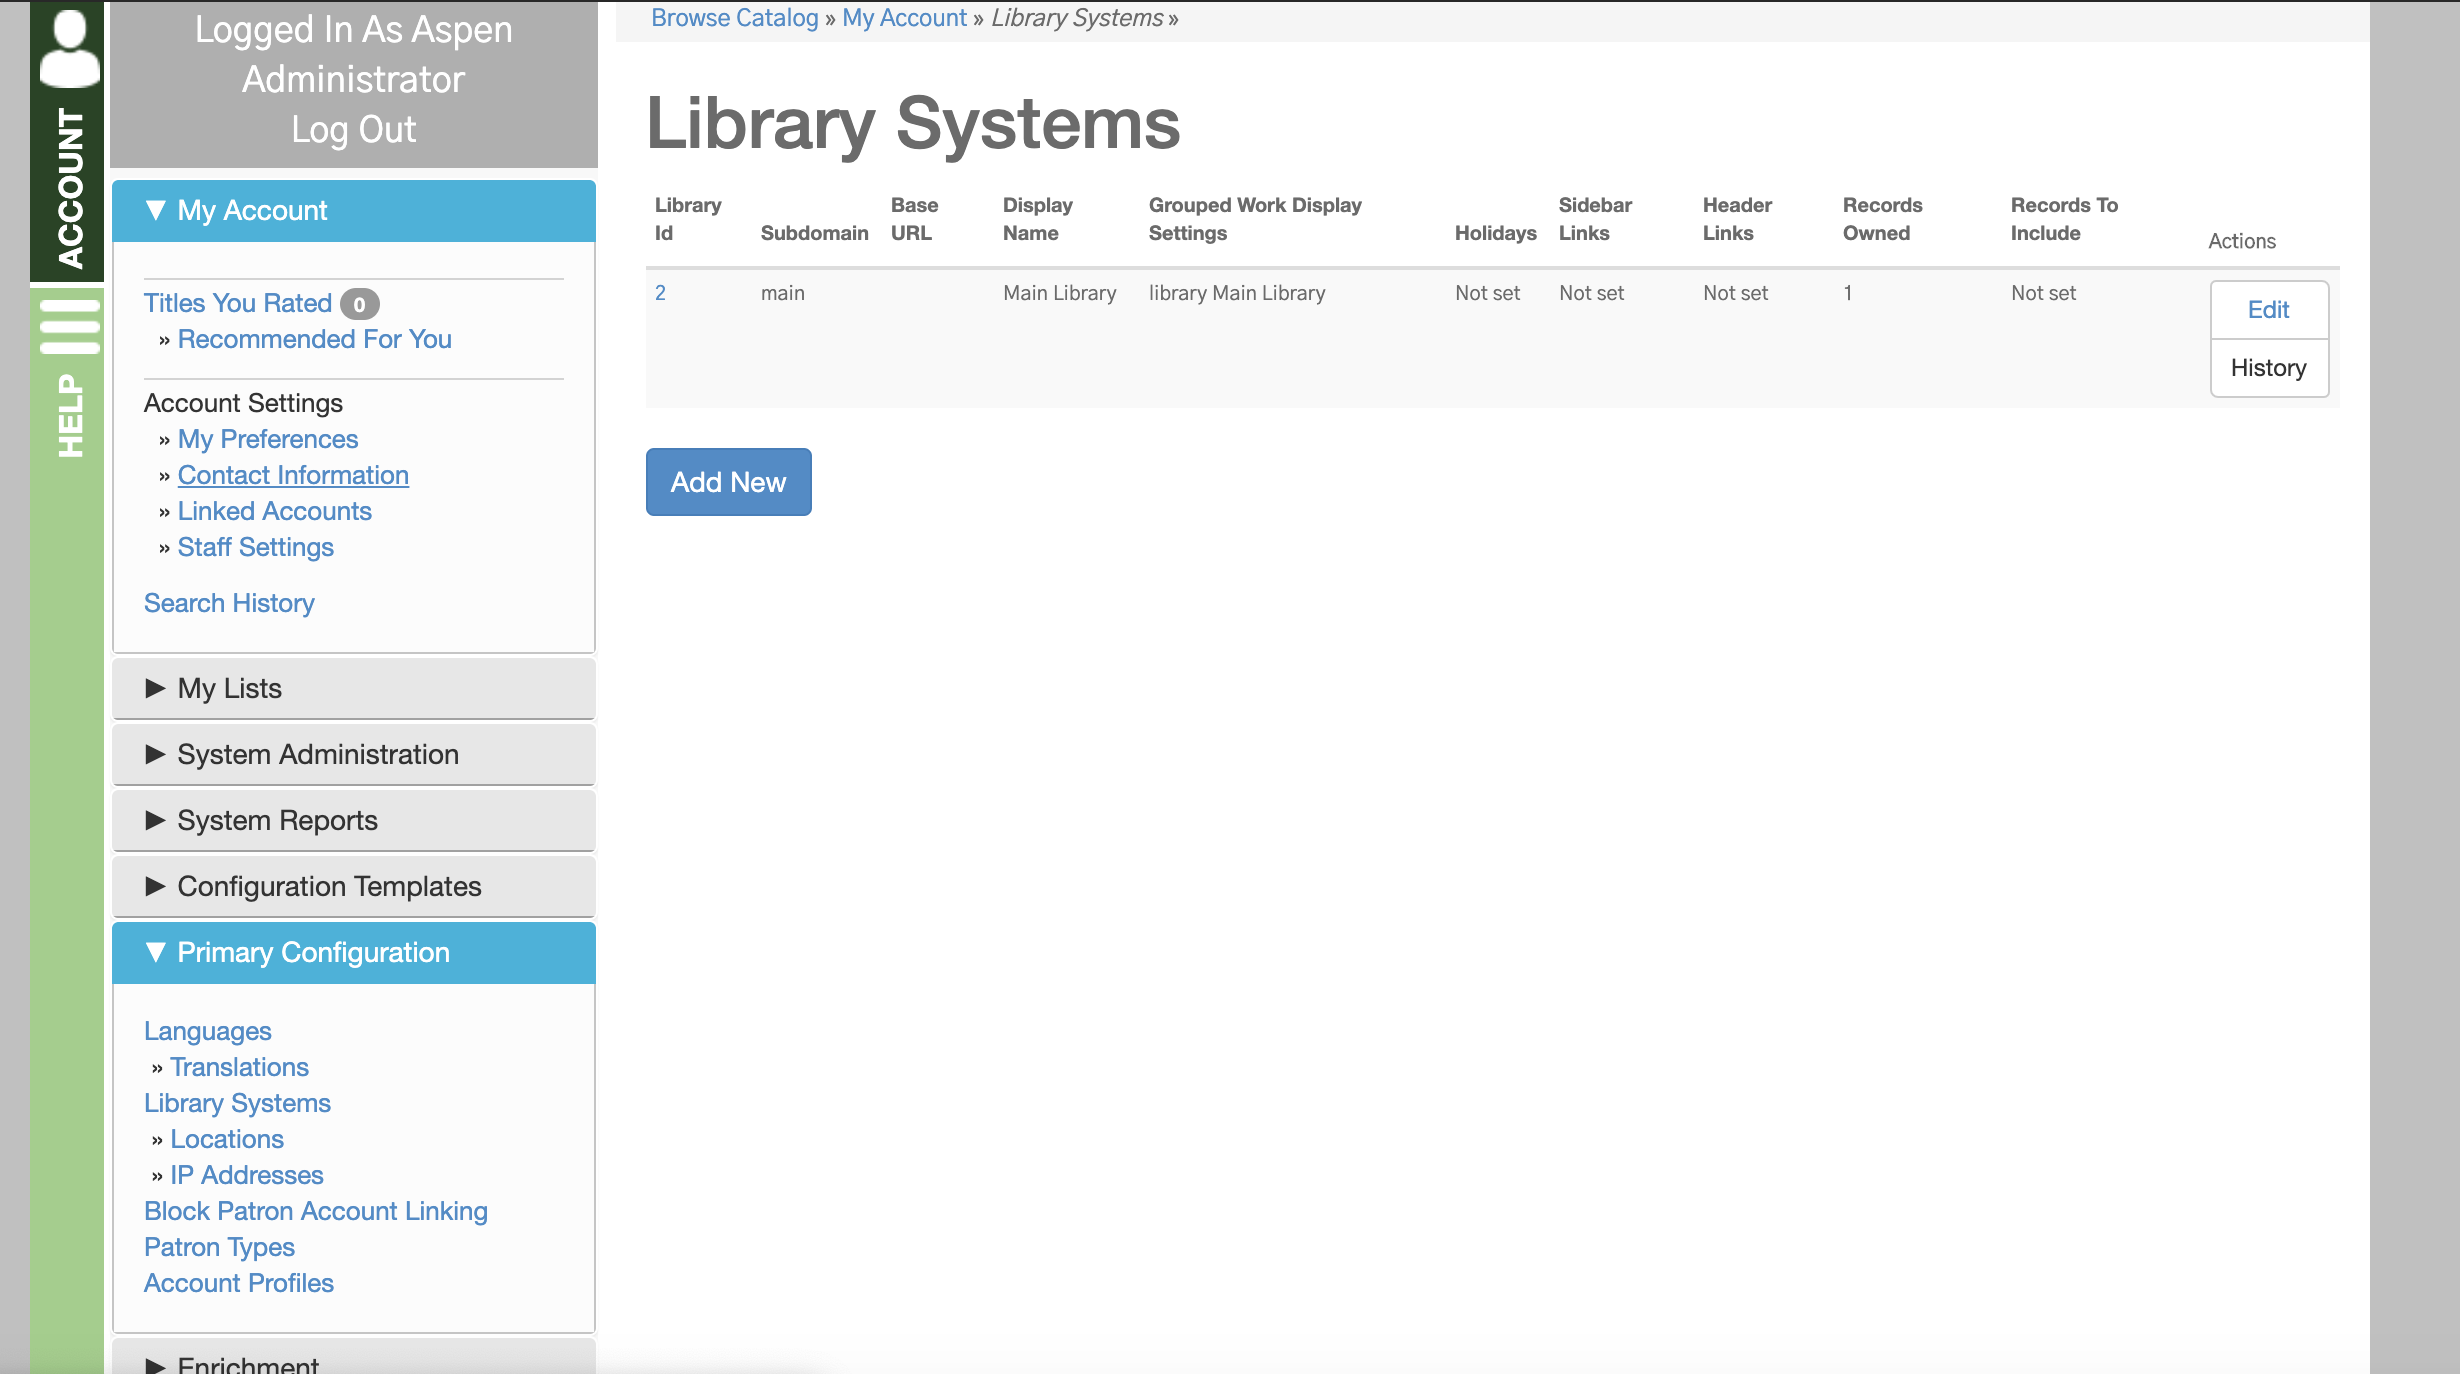 ACCOUNT
HELP
Logged In As Aspen
Administrator
Log Out
▼ My Account
Titles You Rated 0
» Recommended For You
Account Settings
» My Preferences
» Contact Information
» Linked Accounts
» Staff Settings
Search History
► My Lists
► System Administration
► System Reports
► Configuration Templates
▼ Primary Configuration
Languages
» Translations
Library Systems
» Locations
» IP Addresses
Block Patron Account Linking
Patron Types
Account Profiles
► Enrichment
Browse Catalog » My Account » Library Systems »
Library Systems
Library Id Subdomain Base URL Display Name Grouped Work Display Settings Holidays Sidebar Links Header Links Records Owned Records To Include Actions
2 main Main Library library Main Library Not set Not set Not set 1 Not set Edit
History
Add New